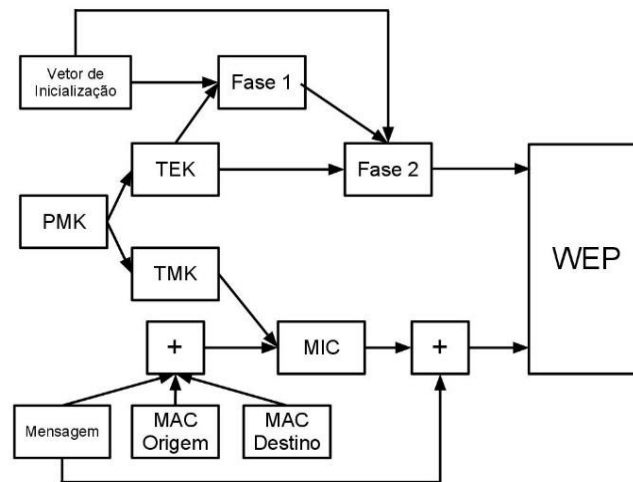 Vetor de
Inicialização
Fase 1
TEK
Fase 2
PMK
WEP
TMK
+
MIC
+
Mensagem
MAC
Origem
MAC
Destino